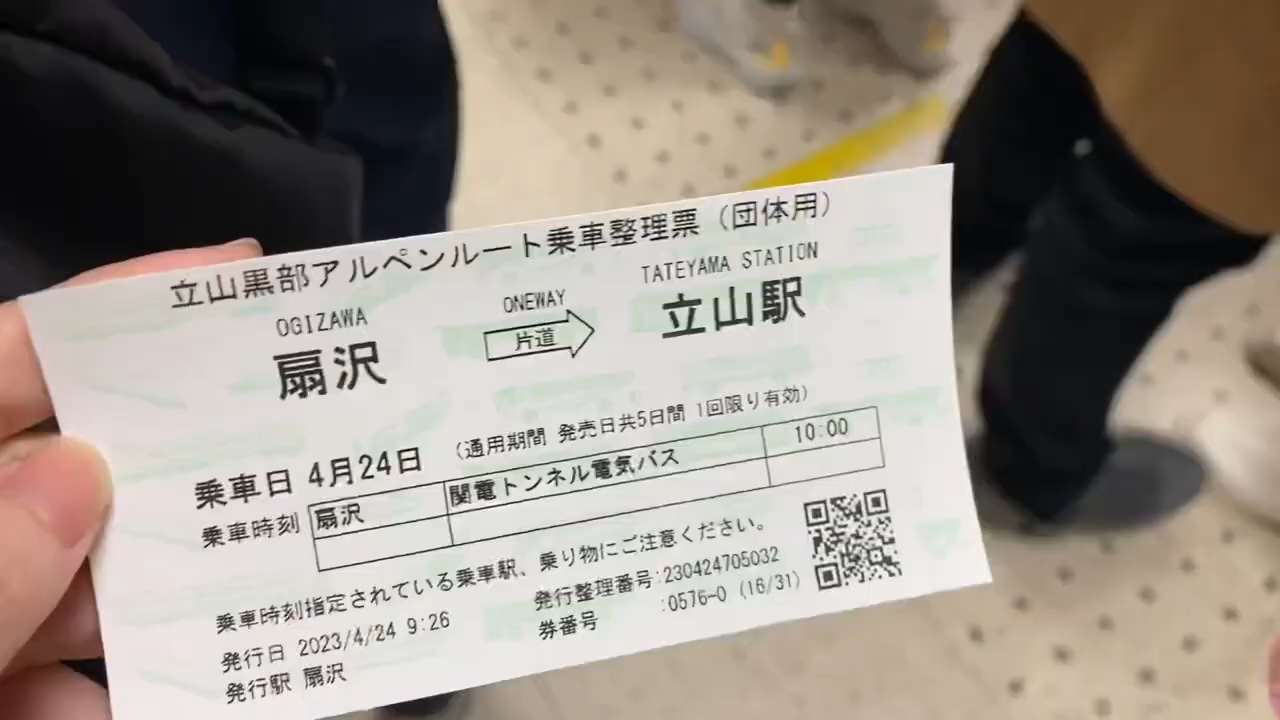 立山黒部アルペンルート乗車整理票（団体用）
OGIZAWA ONEWAY TATEYAMA STATION
扇沢 片道 立山駅
乗車日 4月24日 （通用期間 発売日共5日間 1回限り有効）
乗車時刻 扇沢 関電トンネル電気バス 10:00
乗車時刻指定されている乗車駅、乗り物にご注意ください。
発行日 2023/4/24 9:26 発行整理番号:230424705032
発行駅 扇沢 券番号 :0576-0 (16/31)